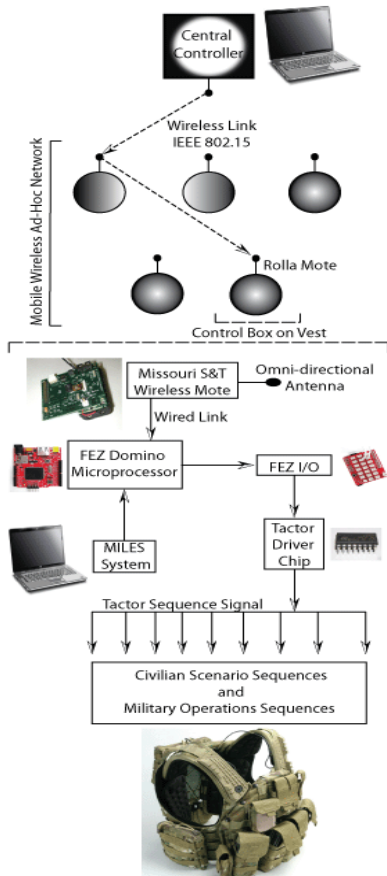 Central
Controller
Wireless Link
IEEE 802.15
Mobile Wireless Ad-Hoc Network
Rolla Mote
Control Box on Vest
Missouri S&T
Wireless Mote
Omni-directional
Antenna
Wired Link
FEZ Domino
Microprocessor
FEZ I/O
MILES
System
Tactor
Driver
Chip
Tactor Sequence Signal
Civilian Scenario Sequences
and
Military Operations Sequences